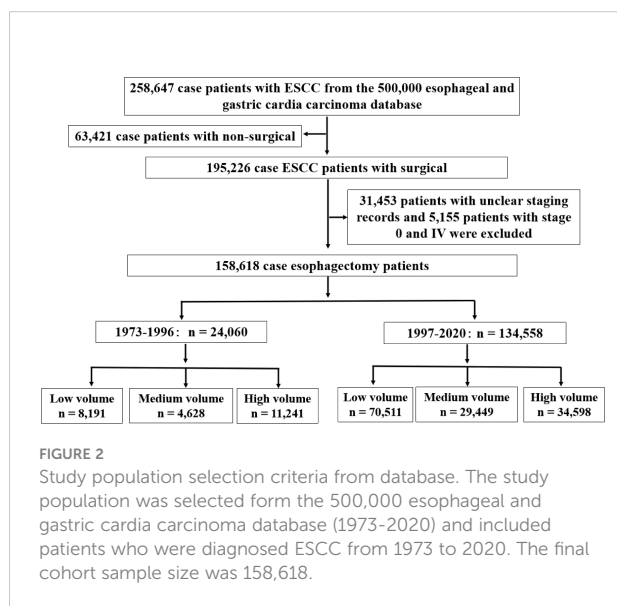 258,647 case patients with ESCC from the 500,000 esophageal and
gastric cardia carcinoma database
63,421 case patients with non-surgical
195,226 case ESCC patients with surgical
31,453 patients with unclear staging
records and 5,155 patients with stage
0 and IV were excluded
158,618 case esophagectomy patients
1973-1996: n = 24,060
1997-2020: n = 134,558
Low volume
n = 8,191
Medium volume
n = 4,628
High volume
n = 11,241
Low volume
n = 70,511
Medium volume
n = 29,449
High volume
n = 34,598
FIGURE 2
Study population selection criteria from database. The study
population was selected form the 500,000 esophageal and
gastric cardia carcinoma database (1973-2020) and included
patients who were diagnosed ESCC from 1973 to 2020. The final
cohort sample size was 158,618.